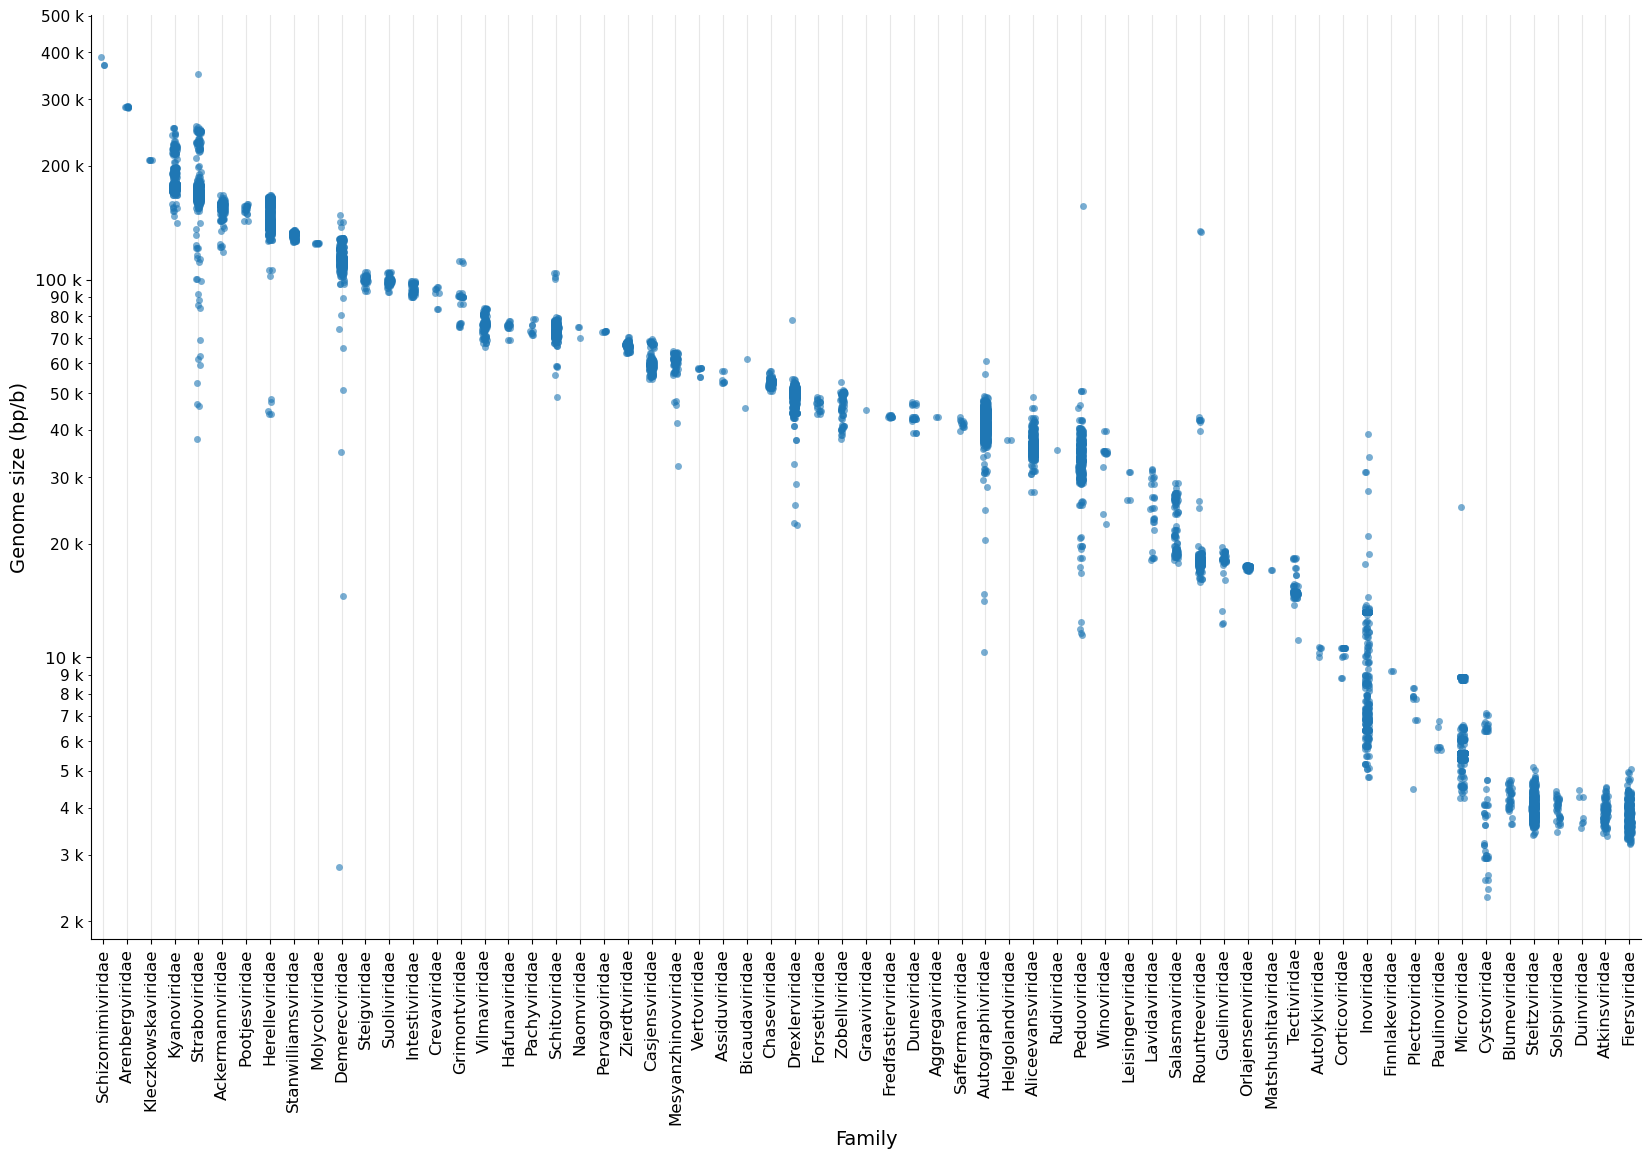 500 k
400 k
300 k
200 k
100 k
90 k
80 k
70 k
60 k
50 k
40 k
30 k
20 k
10 k
9 k
8 k
7 k
6 k
5 k
4 k
3 k
2 k
Genome size (bp/b)
Schizomimiviridae
Arenbergviridae
Kleczkowskaviridae
Kyanoviridae
Straboviridae
Ackermannviridae
Pootjesviridae
Herelleviridae
Stanwilliamsviridae
Molycolviridae
Demerecviridae
Steigviridae
Suoliviridae
Intestiviridae
Crevaviridae
Grimontviridae
Vilmaviridae
Hafunaviridae
Pachyviridae
Schitoviridae
Naomviridae
Pervagoviridae
Zierdtviridae
Casjensviridae
Mesyanzhinovviridae
Vertoviridae
Assiduviridae
Bicaudaviridae
Chaseviridae
Drexlerviridae
Forsetiviridae
Zobellviridae
Graaviviridae
Fredfastierviridae
Duneviridae
Aggregaviridae
Saffermanviridae
Autographiviridae
Helgolandviridae
Aliceevansviridae
Rudiviridae
Peduoviridae
Winoviridae
Leisingerviridae
Lavidaviridae
Salasmaviridae
Rountreeviridae
Guelinviridae
Orlajensenviridae
Matshushitaviridae
Tectiviridae
Autolykiviridae
Corticoviridae
Inoviridae
Finnlakeviridae
Plectroviridae
Paulinoviridae
Microviridae
Cystoviridae
Blumeviridae
Steitzviridae
Solspiviridae
Duinviridae
Atkinsviridae
Fiersviridae
Family